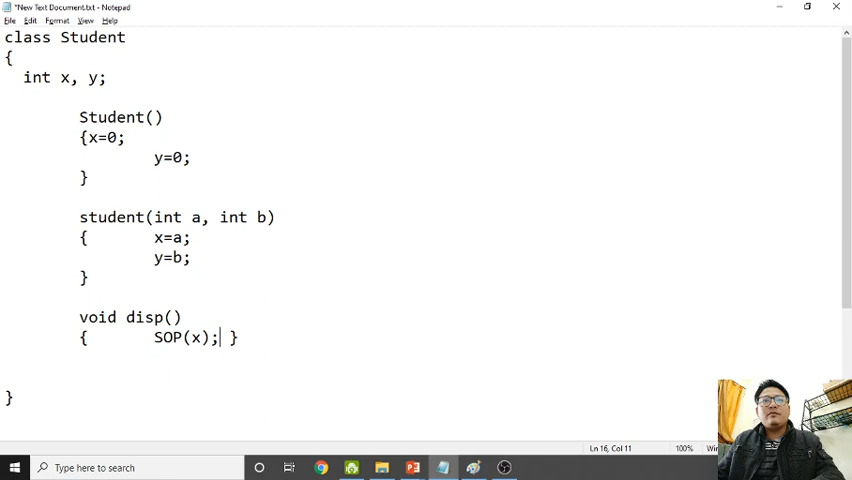 *New Text Document.txt - Notepad
File Edit Format View Help
class Student
{
int x, y;
Student()
{x=0;
y=0;
}
student(int a, int b)
{ x=a;
y=b;
}
void disp()
{ SOP(x); }
}
Ln 16, Col 11
100%
Type here to search